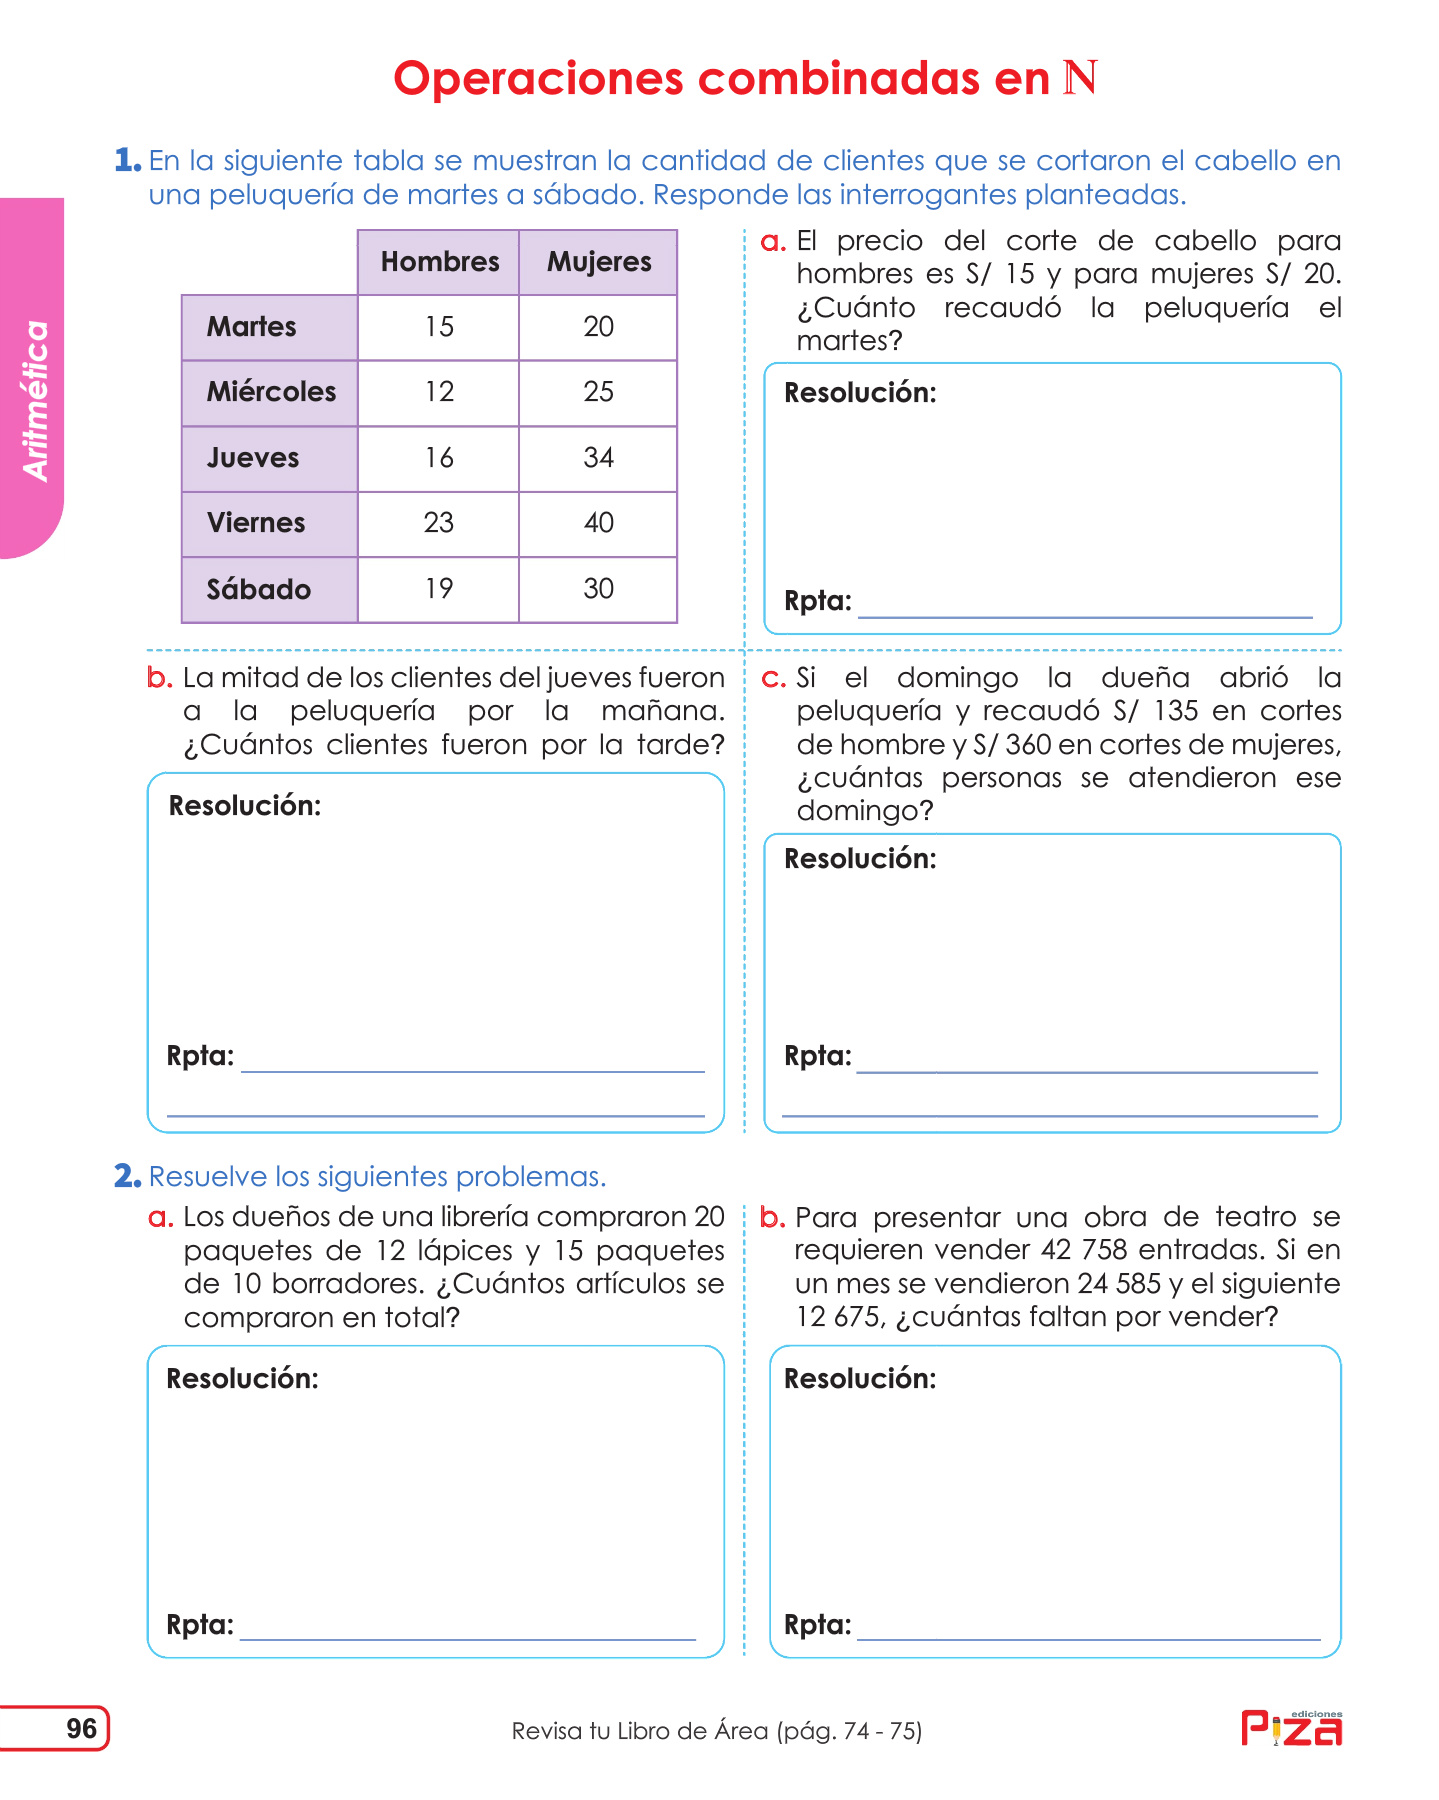 Operaciones combinadas en ℕ
Aritmética
1. En la siguiente tabla se muestran la cantidad de clientes que se cortaron el cabello en
una peluquería de martes a sábado. Responde las interrogantes planteadas.
Hombres Mujeres
Martes 15 20
Miércoles 12 25
Jueves 16 34
Viernes 23 40
Sábado 19 30
a. El precio del corte de cabello para
hombres es S/ 15 y para mujeres S/ 20.
¿Cuánto recaudó la peluquería el
martes?
Resolución:
Rpta:
b. La mitad de los clientes del jueves fueron
a la peluquería por la mañana.
¿Cuántos clientes fueron por la tarde?
Resolución:
Rpta:
c. Si el domingo la dueña abrió la
peluquería y recaudó S/ 135 en cortes
de hombre y S/ 360 en cortes de mujeres,
¿cuántas personas se atendieron ese
domingo?
Resolución:
Rpta:
2. Resuelve los siguientes problemas.
a. Los dueños de una librería compraron 20
paquetes de 12 lápices y 15 paquetes
de 10 borradores. ¿Cuántos artículos se
compraron en total?
Resolución:
Rpta:
b. Para presentar una obra de teatro se
requieren vender 42 758 entradas. Si en
un mes se vendieron 24 585 y el siguiente
12 675, ¿cuántas faltan por vender?
Resolución:
Rpta:
96
Revisa tu Libro de Área (pág. 74 - 75)
ediciones
Piza